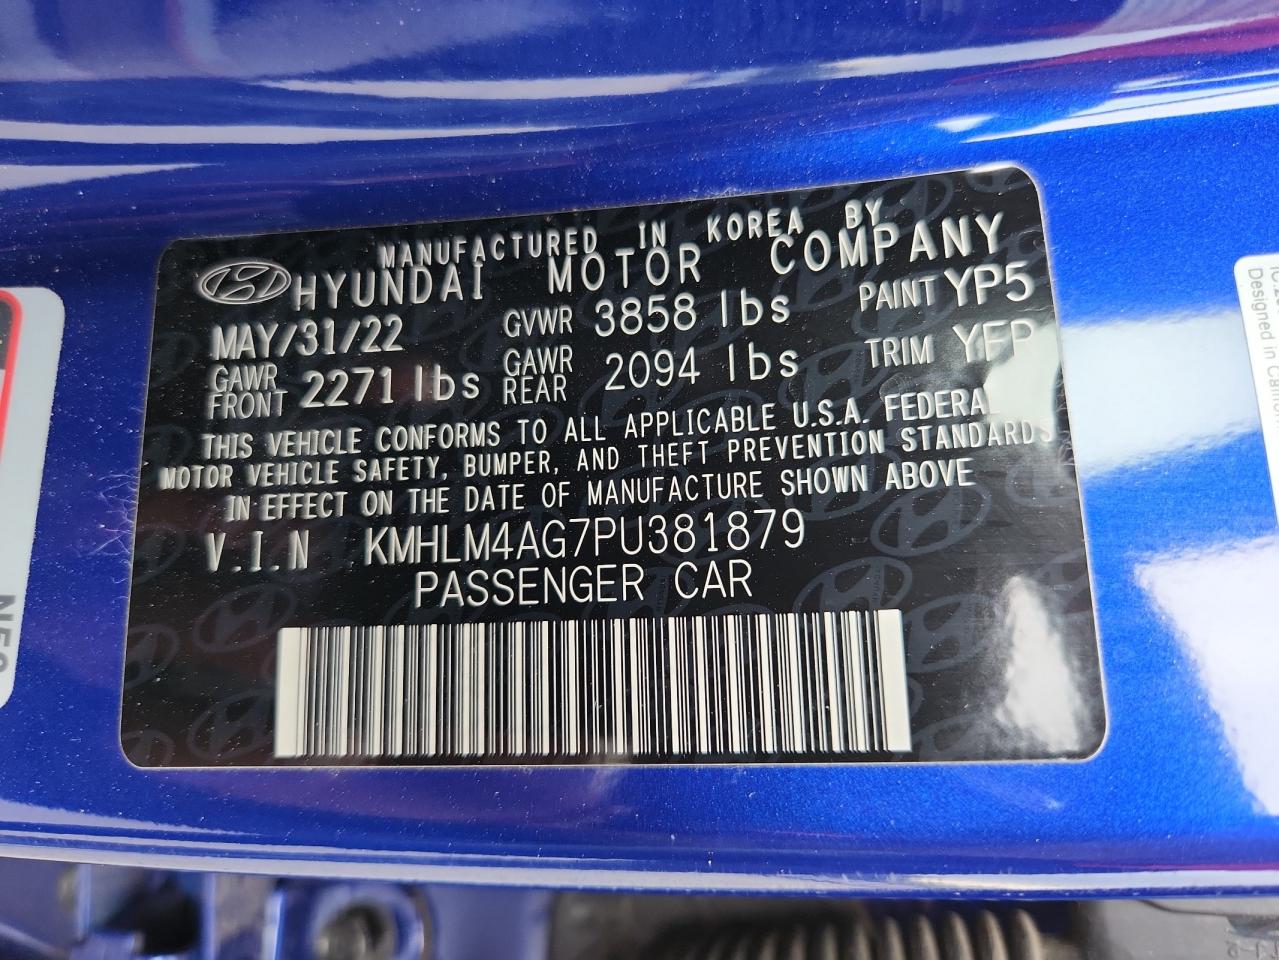 MANUFACTURED IN KOREA BY
HYUNDAI MOTOR COMPANY
MAY/31/22 GVWR 3858 lbs PAINT YP5
GAWR FRONT 2271 lbs GAWR REAR 2094 lbs TRIM
THIS VEHICLE CONFORMS TO ALL APPLICABLE U.S.A. FEDERAL
MOTOR VEHICLE SAFETY, BUMPER, AND THEFT PREVENTION STANDARDS
IN EFFECT ON THE DATE OF MANUFACTURE SHOWN ABOVE
V.I.N KMHLM4AG7PU381879
PASSENGER CAR
Designed in